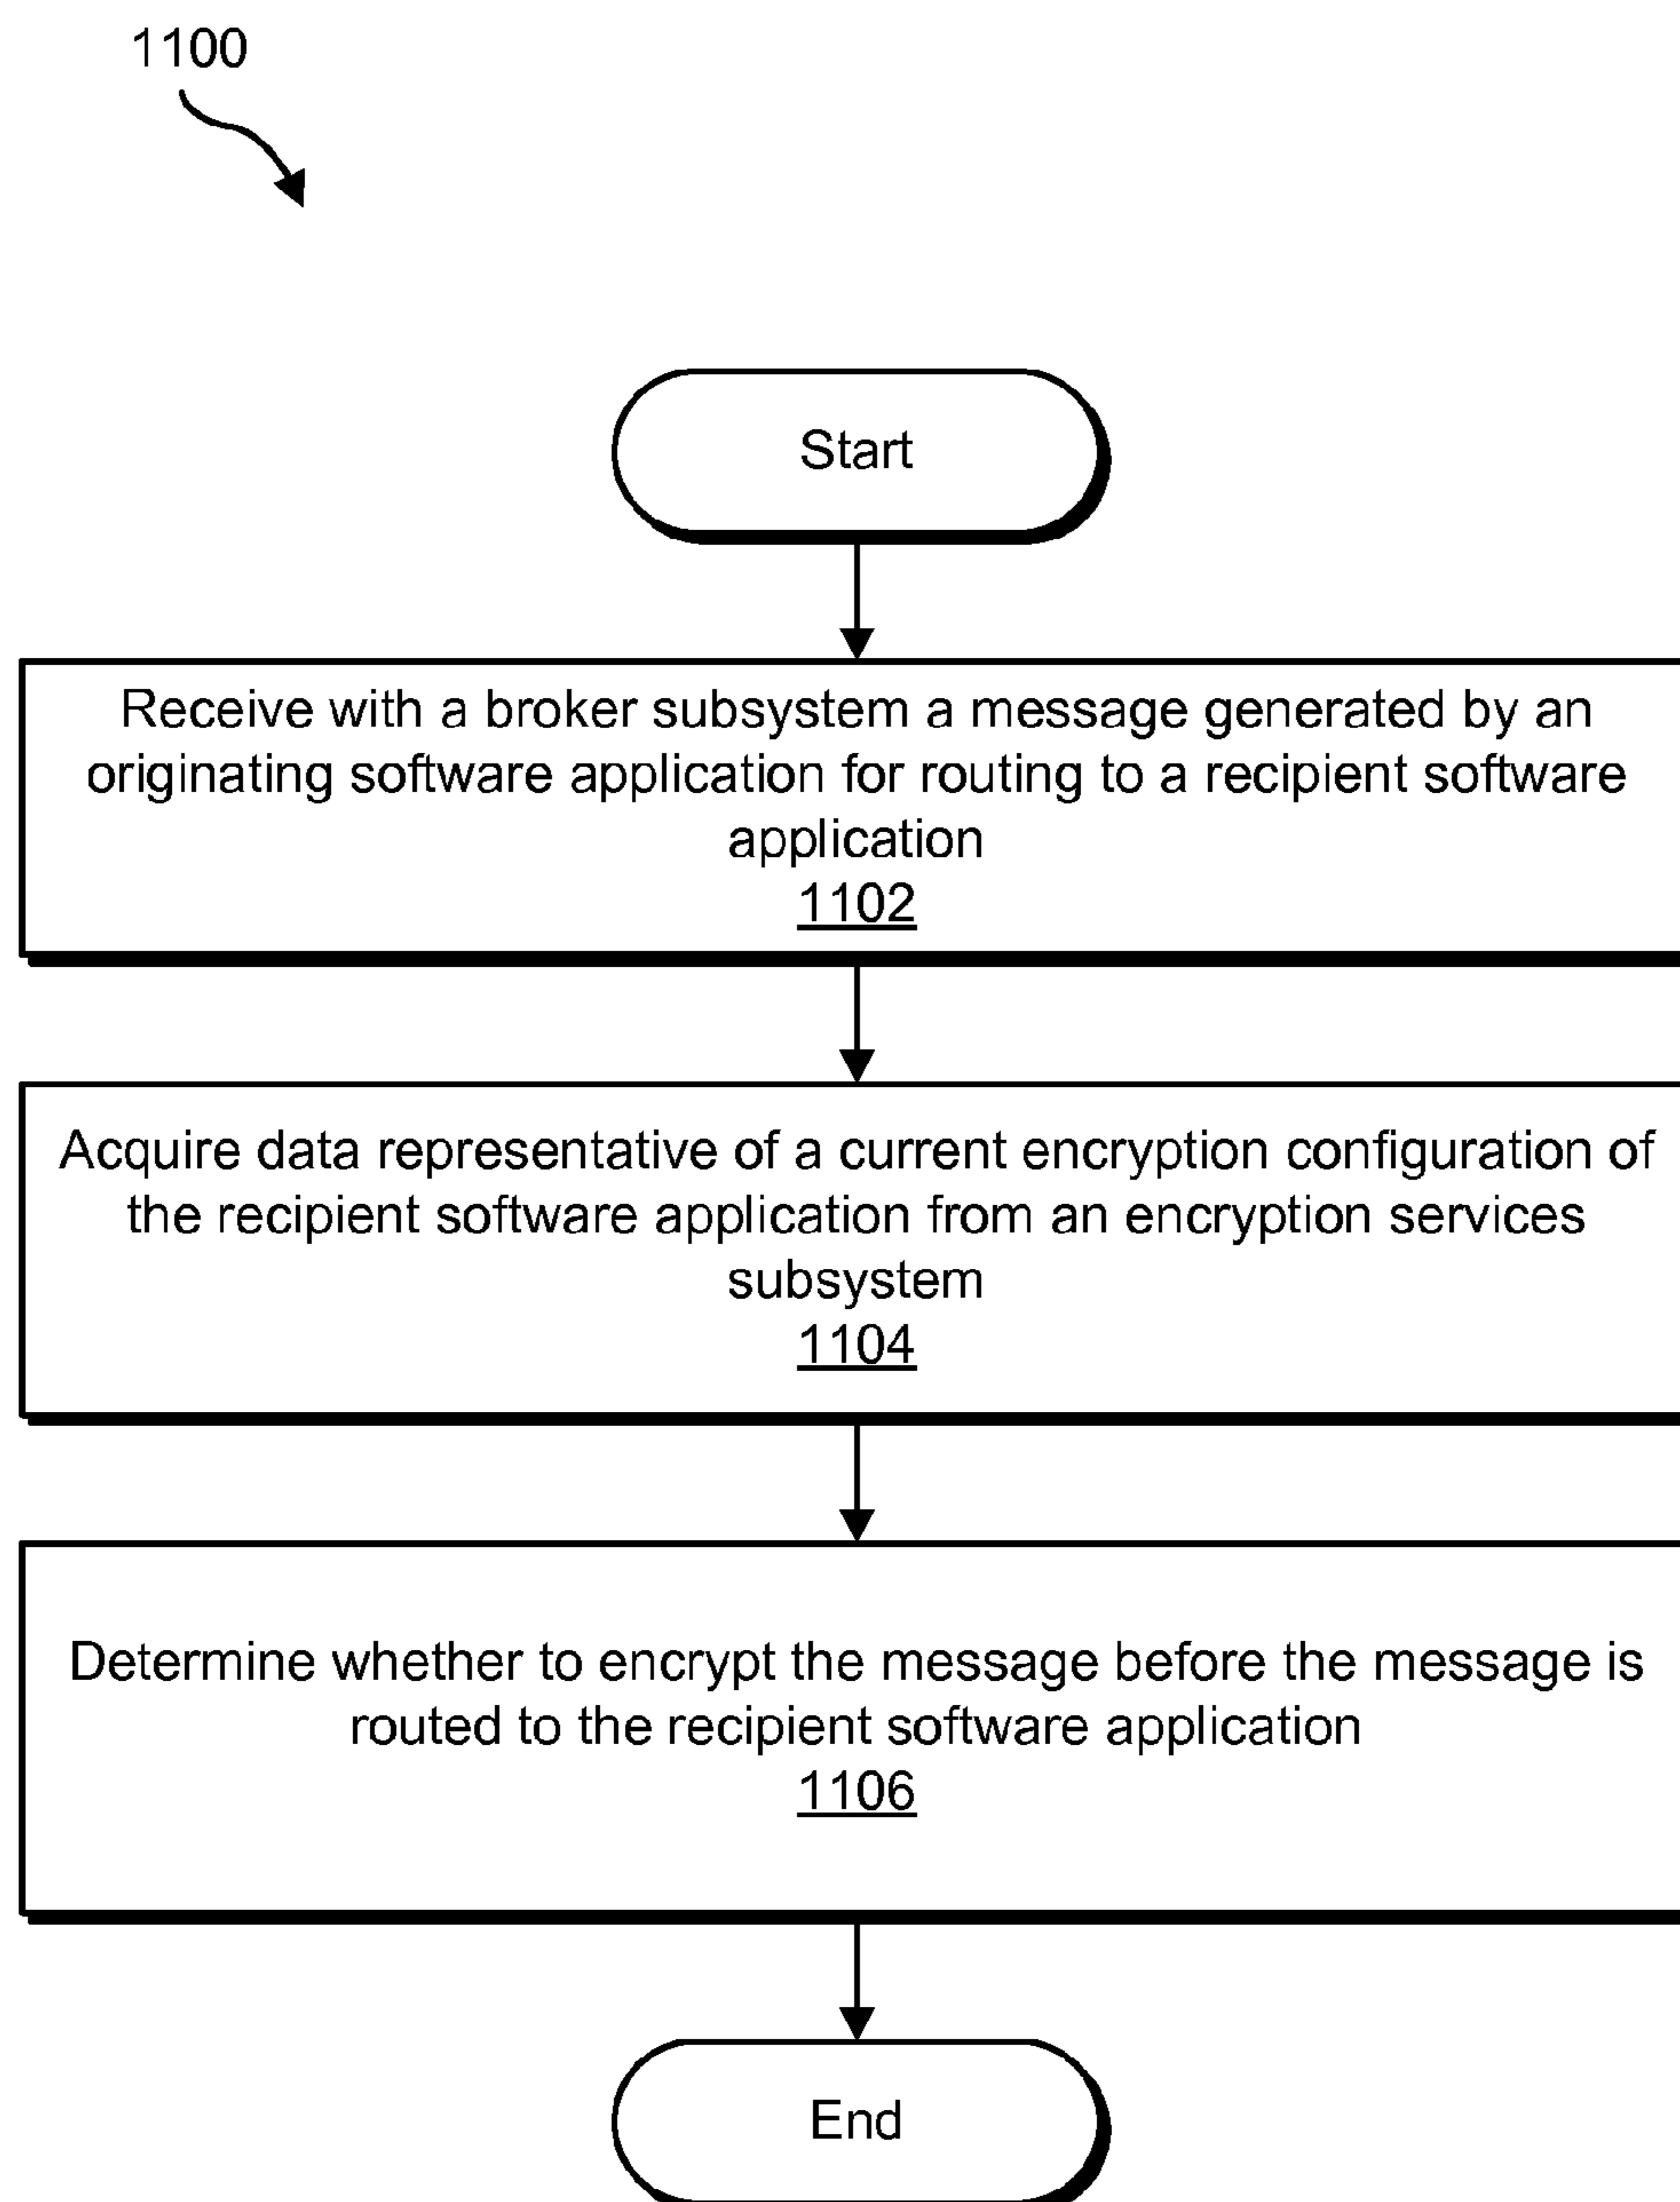 1100
Start
Receive with a broker subsystem a message generated by an
originating software application for routing to a recipient software
application
1102
Acquire data representative of a current encryption configuration of
the recipient software application from an encryption services
subsystem
1104
Determine whether to encrypt the message before the message is
routed to the recipient software application
1106
End